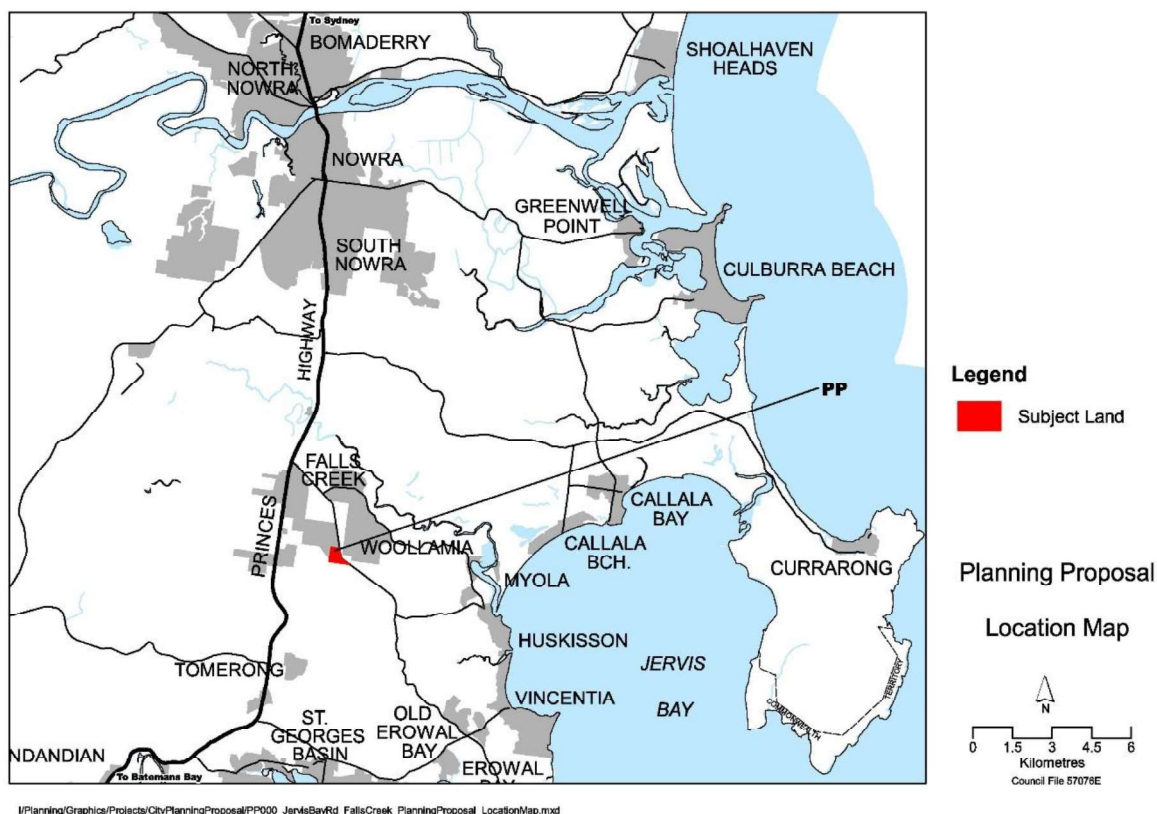 To Sydney
BOMADERRY
NORTH
NOWRA
SHOALHAVEN
HEADS
NOWRA
GREENWELL
POINT
SOUTH
NOWRA
CULBURRA BEACH
HIGHWAY
PP
FALLS
CREEK
CALLALA
BAY
PRINCES
WOOLLAMIA
CALLALA
BCH.
CURRARONG
MYOLA
HUSKISSON
JERVIS
BAY
TOMERONG
VINCENTIA
COMMONWEALTH
TERRITORY
ST.
GEORGES
BASIN
OLD
EROWAL
BAY
NDANDIAN
EROWAL
BAY
To Batemans Bay
Legend
Subject Land
Planning Proposal
Location Map
N
0 1.5 3 4.5 6
Kilometres
Council File 57076E
I/Planning/Graphics/Projects/CityPlanningProposal/PP000_JervisBayRd_FallsCreek_PlanningProposal_LocationMap.mxd